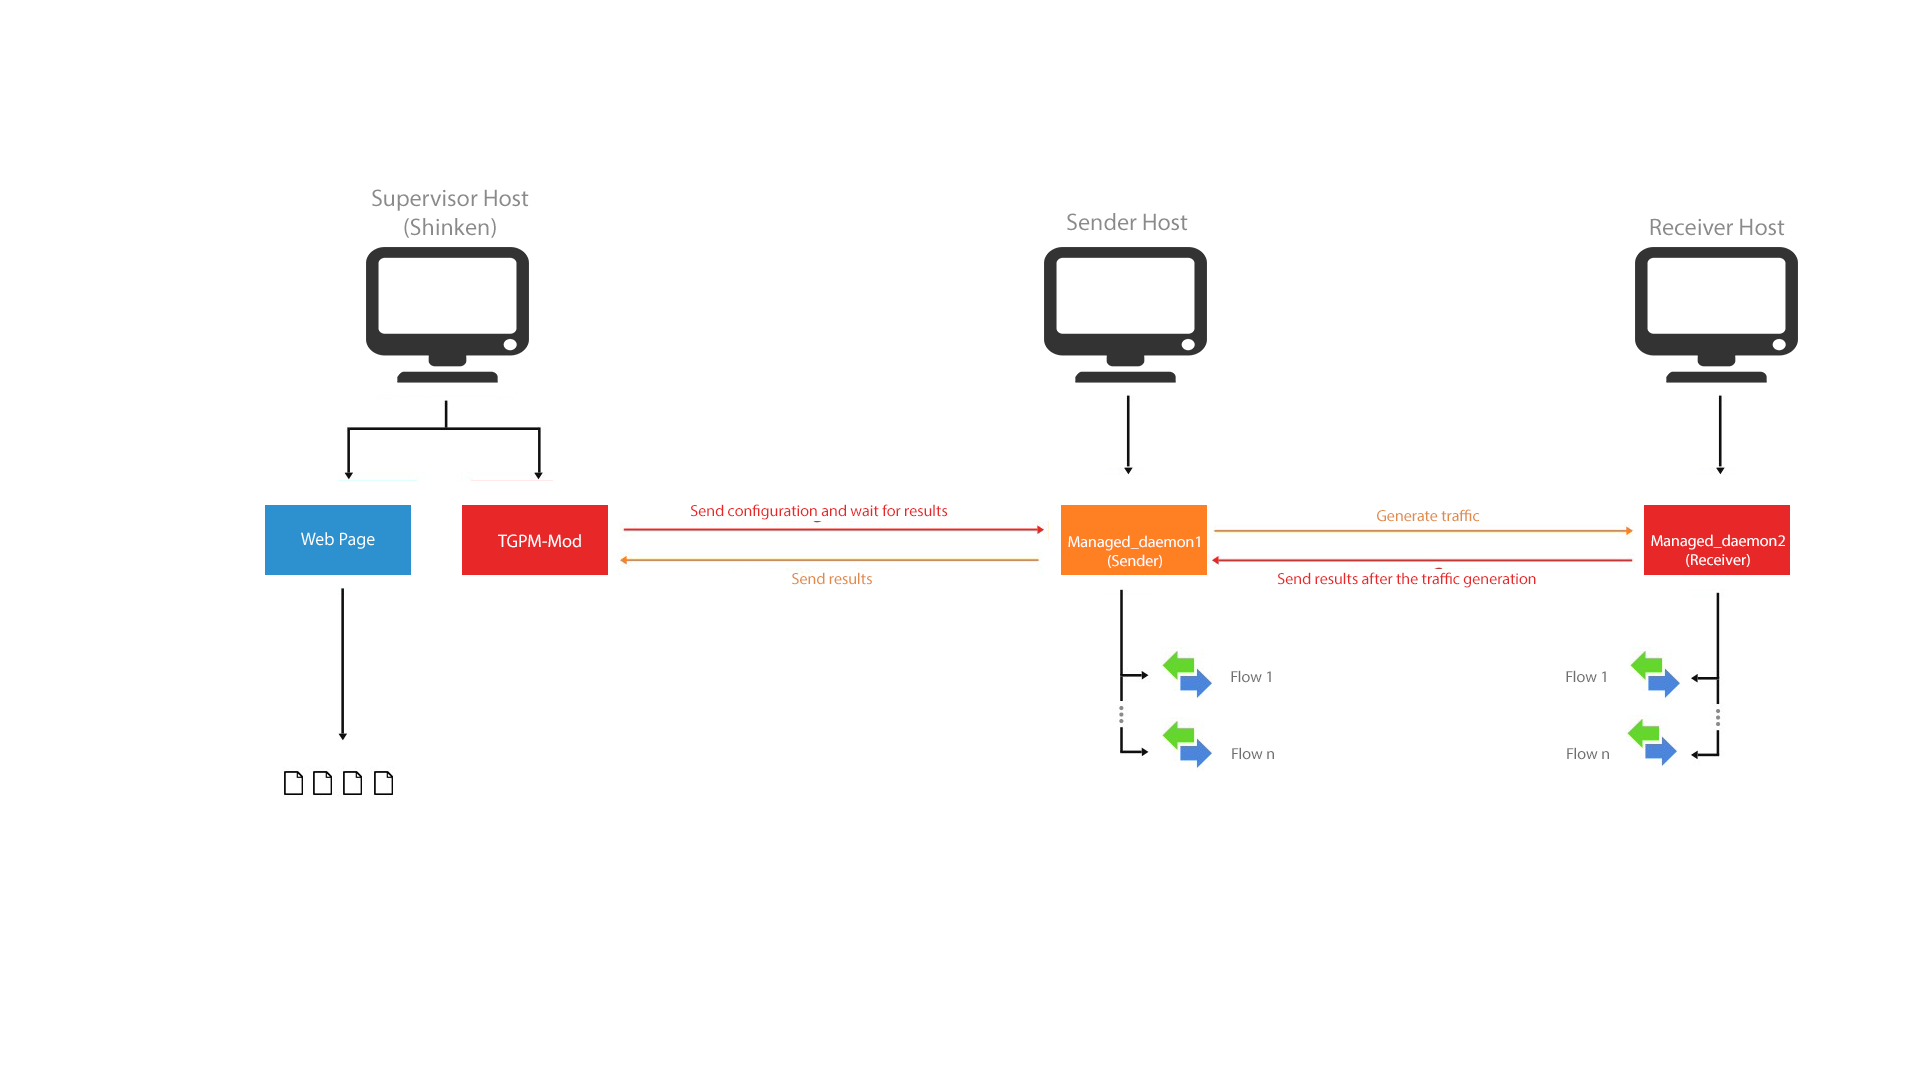 Supervisor Host
(Shinken)
Sender Host
Receiver Host
Web Page
TGPM-Mod
Send configuration and wait for results
Send results
Managed_daemon1
(Sender)
Generate traffic
Send results after the traffic generation
Managed_daemon2
(Receiver)
Flow 1
Flow n
Flow 1
Flow n